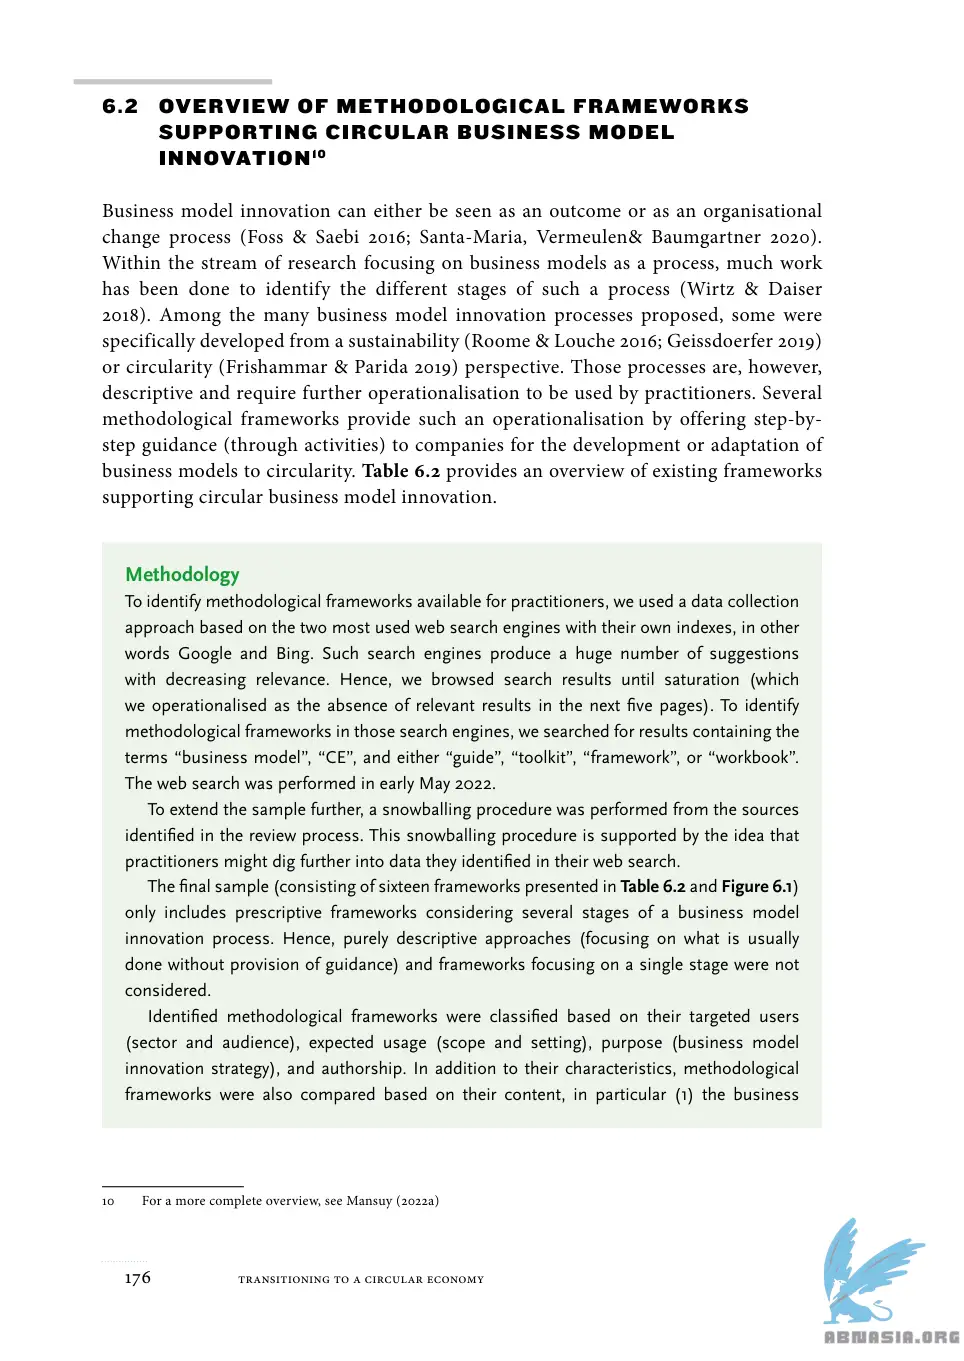 6.2 OVERVIEW OF METHODOLOGICAL FRAMEWORKS
SUPPORTING CIRCULAR BUSINESS MODEL
INNOVATION10
Business model innovation can either be seen as an outcome or as an organisational
change process (Foss & Saebi 2016; Santa-Maria, Vermeulen& Baumgartner 2020).
Within the stream of research focusing on business models as a process, much work
has been done to identify the different stages of such a process (Wirtz & Daiser
2018). Among the many business model innovation processes proposed, some were
specifically developed from a sustainability (Roome & Louche 2016; Geissdoerfer 2019)
or circularity (Frishammar & Parida 2019) perspective. Those processes are, however,
descriptive and require further operationalisation to be used by practitioners. Several
methodological frameworks provide such an operationalisation by offering step-by-
step guidance (through activities) to companies for the development or adaptation of
business models to circularity. Table 6.2 provides an overview of existing frameworks
supporting circular business model innovation.
Methodology
To identify methodological frameworks available for practitioners, we used a data collection
approach based on the two most used web search engines with their own indexes, in other
words Google and Bing. Such search engines produce a huge number of suggestions
with decreasing relevance. Hence, we browsed search results until saturation (which
we operationalised as the absence of relevant results in the next five pages). To identify
methodological frameworks in those search engines, we searched for results containing the
terms “business model”, “CE”, and either “guide”, “toolkit”, “framework”, or “workbook”.
The web search was performed in early May 2022.
To extend the sample further, a snowballing procedure was performed from the sources
identified in the review process. This snowballing procedure is supported by the idea that
practitioners might dig further into data they identified in their web search.
The final sample (consisting of sixteen frameworks presented in Table 6.2 and Figure 6.1)
only includes prescriptive frameworks considering several stages of a business model
innovation process. Hence, purely descriptive approaches (focusing on what is usually
done without provision of guidance) and frameworks focusing on a single stage were not
considered.
Identified methodological frameworks were classified based on their targeted users
(sector and audience), expected usage (scope and setting), purpose (business model
innovation strategy), and authorship. In addition to their characteristics, methodological
frameworks were also compared based on their content, in particular (1) the business
10 For a more complete overview, see Mansuy (2022a)
176 TRANSITIONING TO A CIRCULAR ECONOMY
ABNASIA.ORG